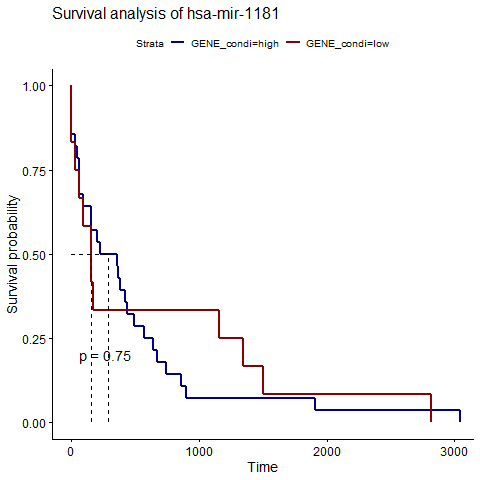 Survival analysis of hsa-mir-1181
Strata GENE_condi=high GENE_condi=low
Survival probability
1.00
0.75
0.50
0.25
0.00
p = 0.75
0 1000 2000 3000
Time